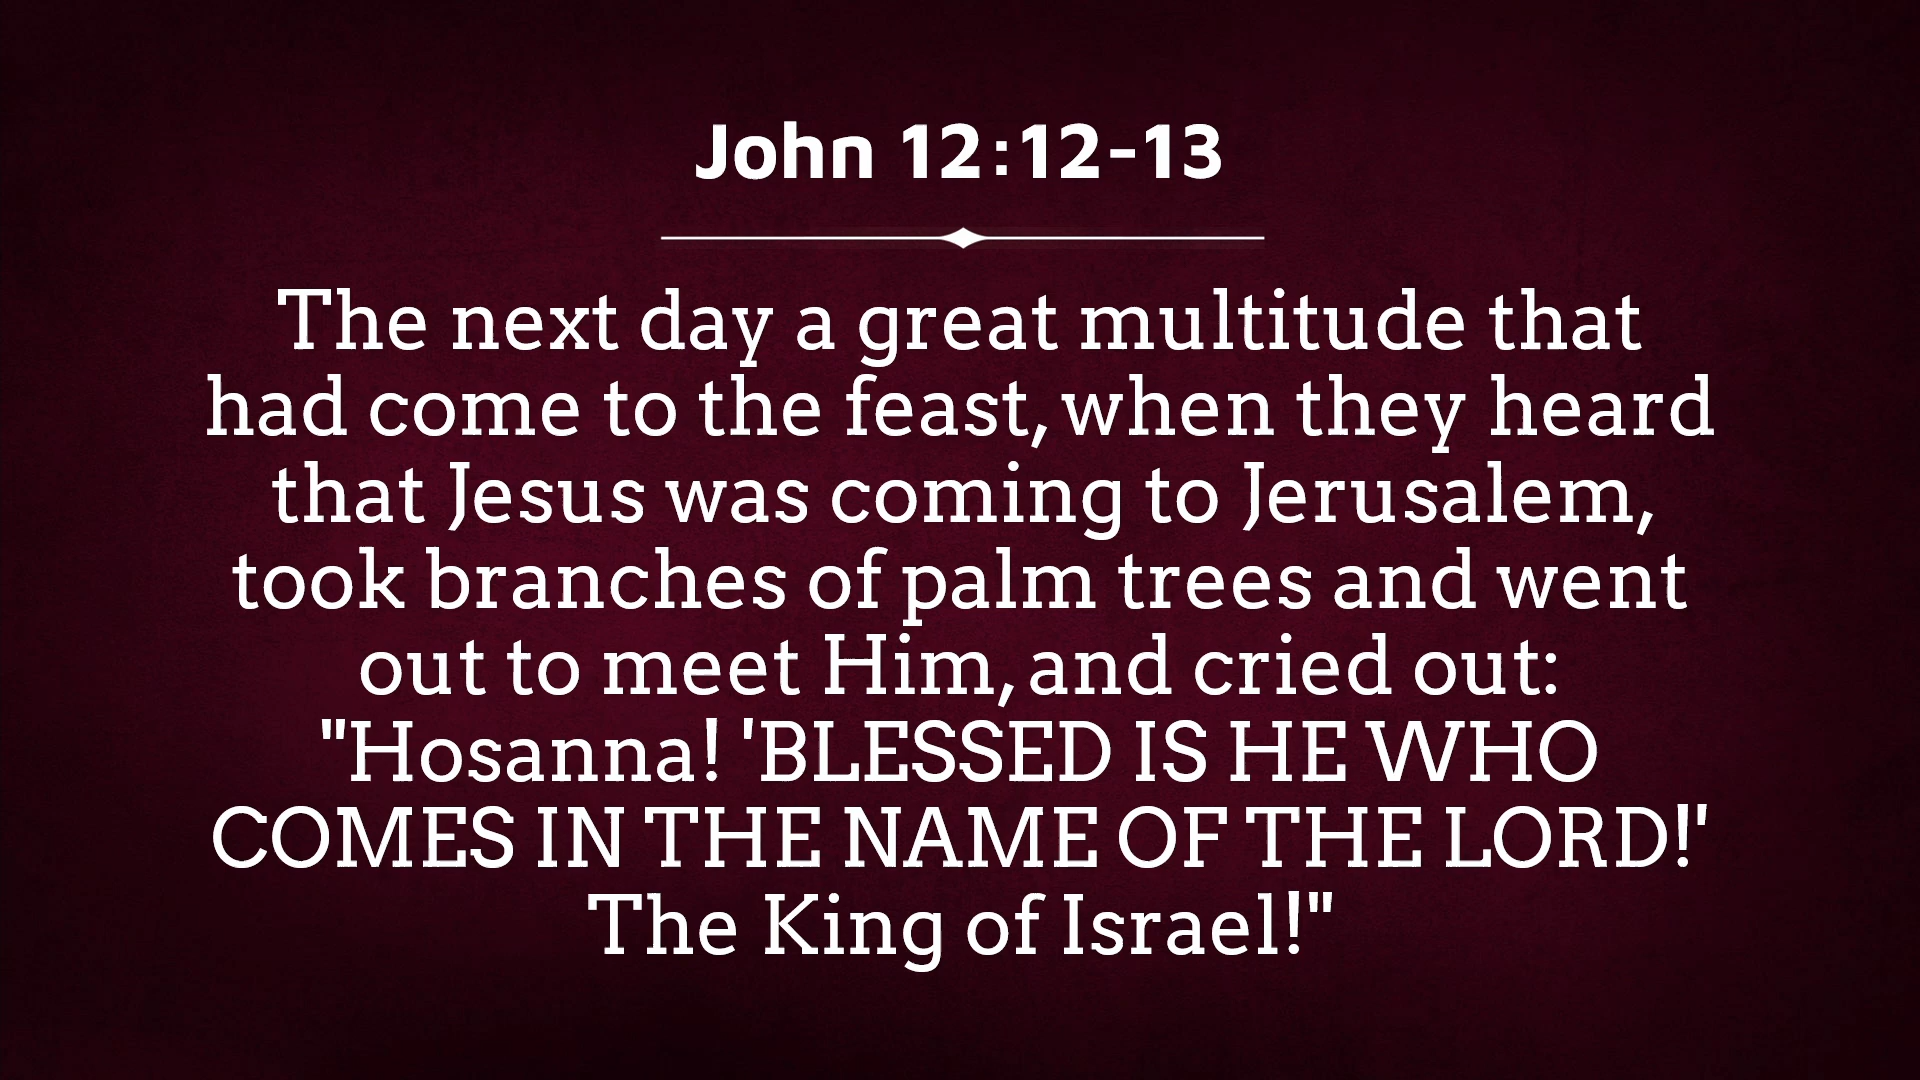 John 12:12-13
The next day a great multitude that
had come to the feast, when they heard
that Jesus was coming to Jerusalem,
took branches of palm trees and went
out to meet Him, and cried out:
"Hosanna! 'BLESSED IS HE WHO
COMES IN THE NAME OF THE LORD!'
The King of Israel!"